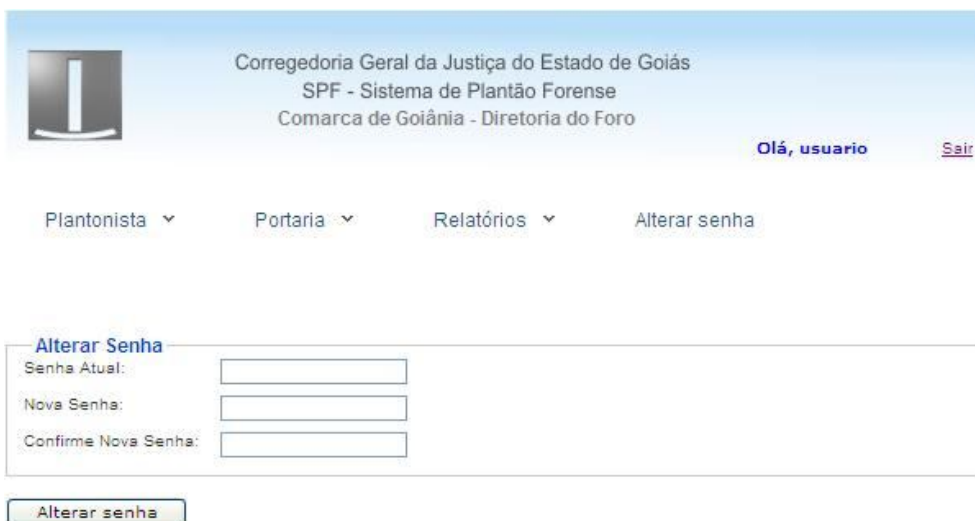 Corregedoria Geral da Justiça do Estado de Goiás
SPF - Sistema de Plantão Forense
Comarca de Goiânia - Diretoria do Foro
Olá, usuario Sair
Plantonista Portaria Relatórios Alterar senha
Alterar Senha
Senha Atual:
Nova Senha:
Confirme Nova Senha:
Alterar senha